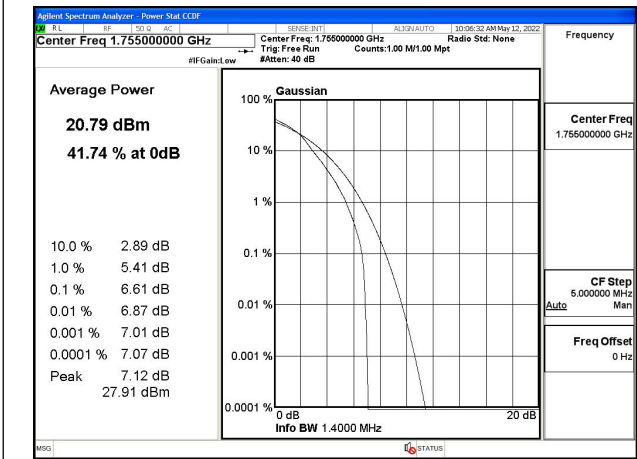 Agilent Spectrum Analyzer - Power Stat CCDF
RL RF 50 Ω AC SENSE:INT ALIGN AUTO 10:06:32 AM May 12, 2022
Center Freq 1.755000000 GHz
Center Freq: 1.755000000 GHz Radio Std: None
Trig: Free Run Counts:1.00 M/1.00 Mpt
#IFGain:Low #Atten: 40 dB
Frequency
Average Power
20.79 dBm
41.74 % at 0dB
10.0 % 2.89 dB
1.0 % 5.41 dB
0.1 % 6.61 dB
0.01 % 6.87 dB
0.001 % 7.01 dB
0.0001 % 7.07 dB
Peak 7.12 dB
27.91 dBm
Gaussian
100 %
10 %
1 %
0.1 %
0.01 %
0.001 %
0.0001 %
0 dB 20 dB
Info BW 1.4000 MHz
Center Freq
1.755000000 GHz
CF Step
5.000000 MHz
Auto Man
Freq Offset
0 Hz
MSG STATUS